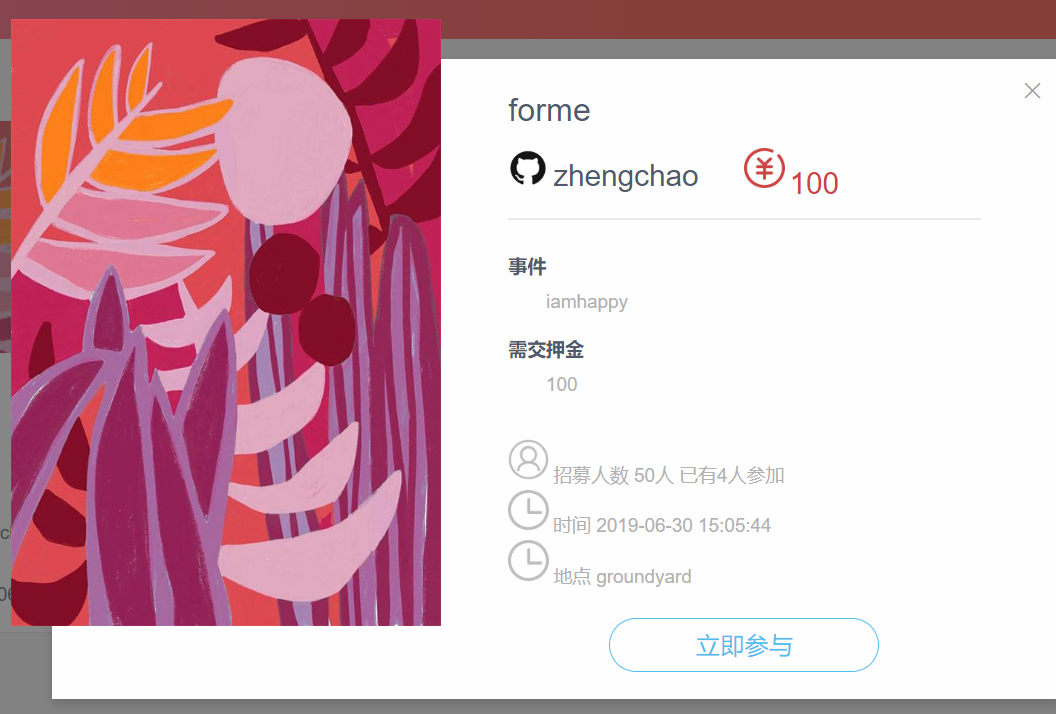 forme
zhengchao
100
事件
iamhappy
需交押金
100
招募人数 50人 已有4人参加
时间 2019-06-30 15:05:44
地点 groundyard
立即参与